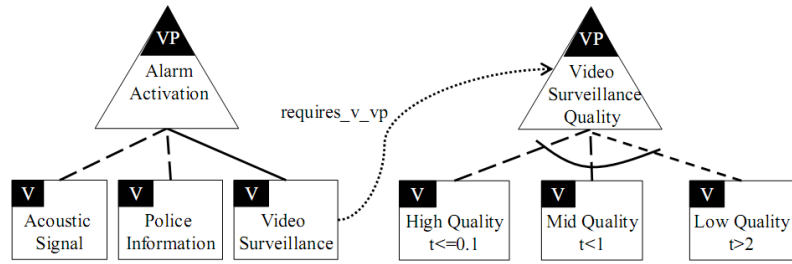 VP
Alarm
Activation
V
Acoustic
Signal
V
Police
Information
V
Video
Surveillance
requires_v_vp
VP
Video
Surveillance
Quality
V
High Quality
t<=0.1
V
Mid Quality
t<1
V
Low Quality
t>2